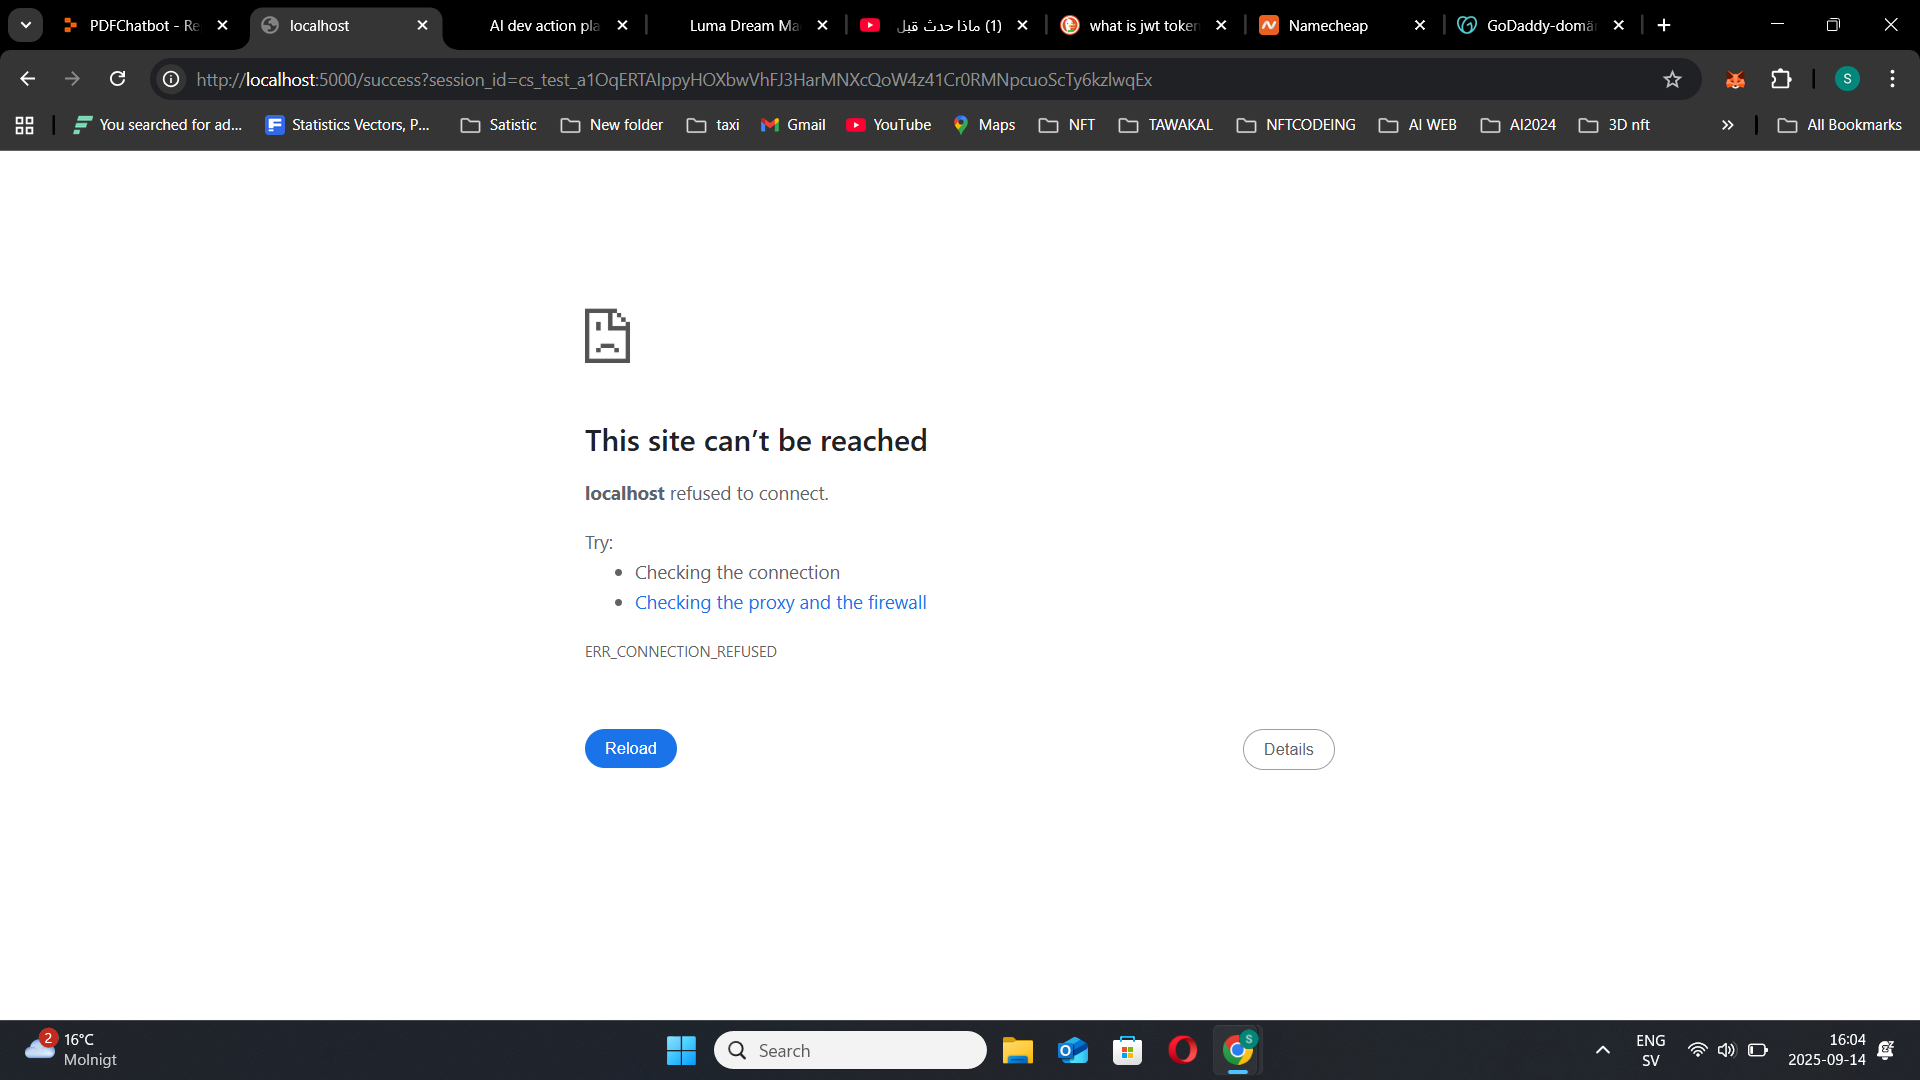 PDFChatbot - Re
localhost
AI dev action pla
Luma Dream Ma
(1) ماذا حدث قبل
what is jwt token
Namecheap
GoDaddy-domän
http://localhost:5000/success?session_id=cs_test_a1OqERTAIppyHOXbwVhFJ3HarMNXcQoW4z41Cr0RMNpcuoScTy6kzlwqEx
S
You searched for ad...
Statistics Vectors, P...
Satistic
New folder
taxi
Gmail
YouTube
Maps
NFT
TAWAKAL
NFTCODEING
AI WEB
AI2024
3D nft
All Bookmarks
This site can’t be reached
localhost refused to connect.
Try:
Checking the connection
Checking the proxy and the firewall
ERR_CONNECTION_REFUSED
Reload
Details
2
16°C
Molnigt
Search
S
ENG
SV
16:04
2025-09-14